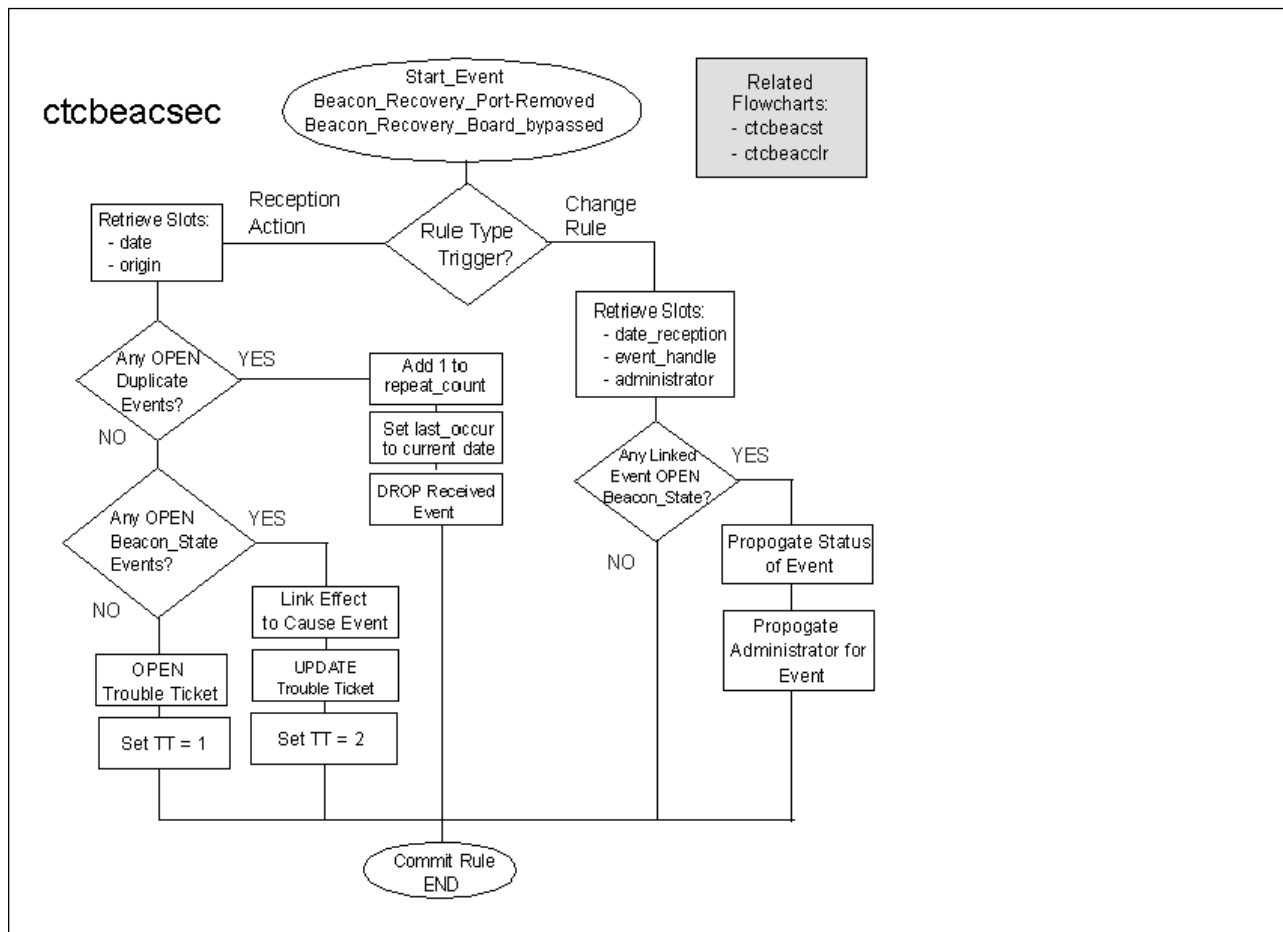 ctcbeacsec
Start_Event
Beacon_Recovery_Port-Removed
Beacon_Recovery_Board_bypassed
Related
Flowcharts:
- ctcbeacst
- ctcbeacclr
Reception
Action
Rule Type
Trigger?
Change
Rule
Retrieve Slots:
- date
- origin
Retrieve Slots:
- date_reception
- event_handle
- administrator
Any OPEN
Duplicate
Events?
YES
NO
Add 1 to
repeat_count
Set last_occur
to current date
DROP Received
Event
Any Linked
Event OPEN
Beacon_State?
YES
NO
Any OPEN
Beacon_State
Events?
YES
NO
Propogate Status
of Event
Propogate
Administrator for
Event
Link Effect
to Cause Event
UPDATE
Trouble Ticket
Set TT = 2
OPEN
Trouble Ticket
Set TT = 1
Commit Rule
END